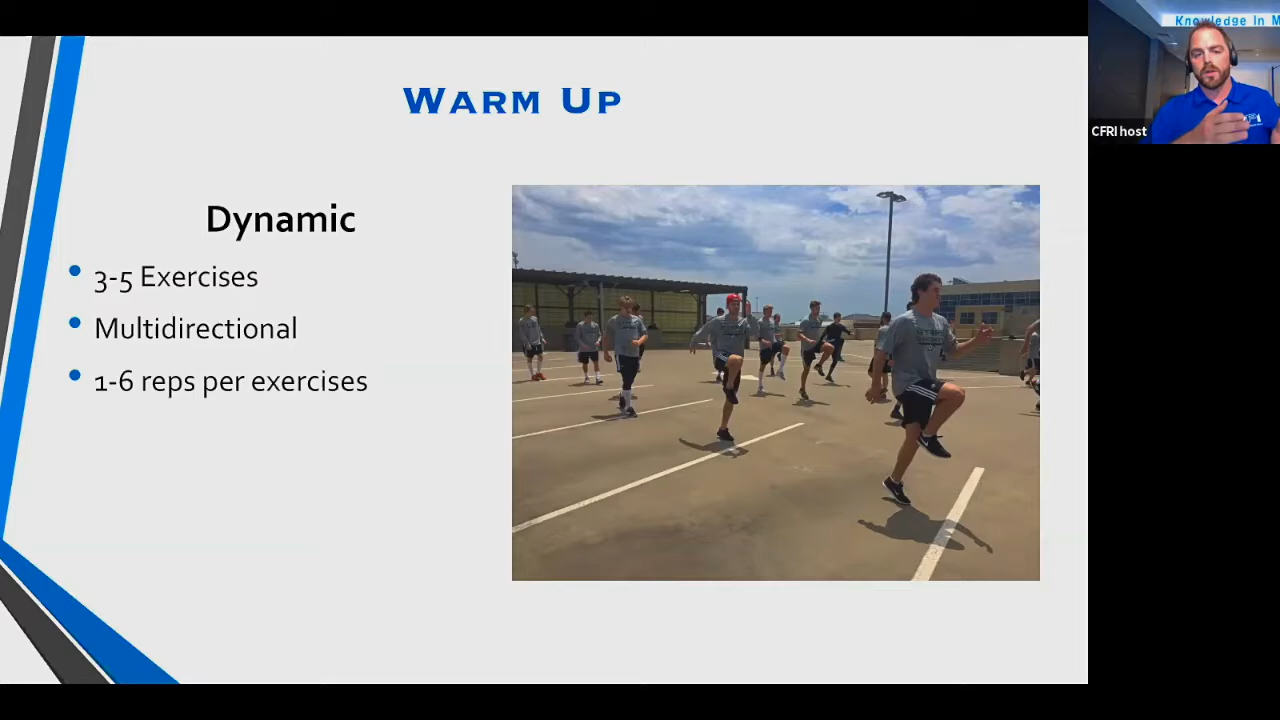 Knowledge In M
CFRI host
Warm Up
Dynamic
3-5 Exercises
Multidirectional
1-6 reps per exercises